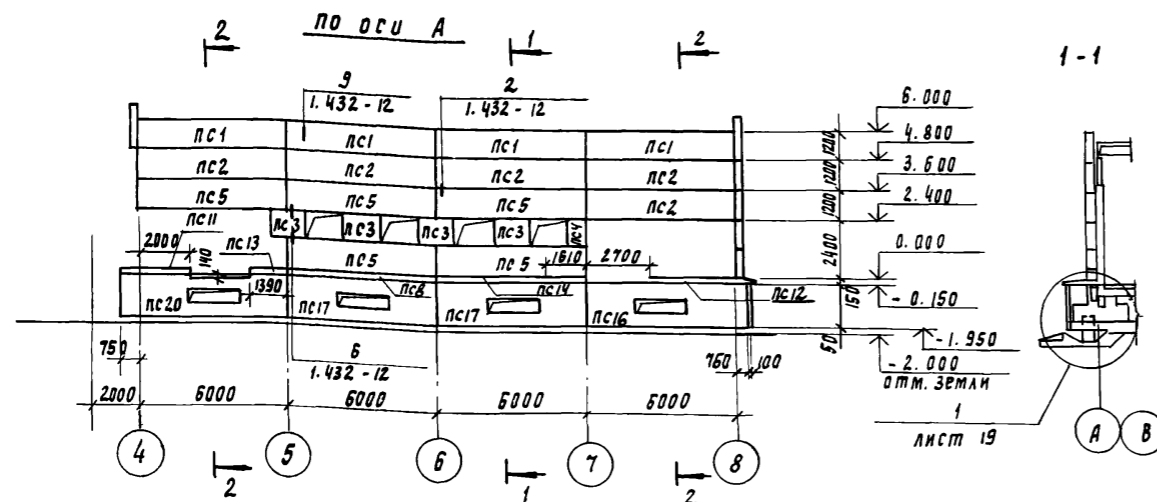 ПО ОСИ А
2 1 2
1-1
9
1.432-12
2
1.432-12
6.000
4.800
3.600
2.400
0.000
-0.150
-1.950
-2.000
ОТМ. ЗЕМЛИ
1200
1200
1200
2400
150
50
ПС1 ПС1 ПС1 ПС1
ПС2 ПС2 ПС2 ПС2
ПС5 ПС5 ПС5 ПС2
ПС3 ПС3 ПС3 ПС3 ПС4
ПС11
2000 140 ПС13 ПС5 ПС5 1610 2700
1390 ПС8 ПС14 ПС12
ПС20 ПС17 ПС17 ПС16
750 6 760 100
1.432-12
2000 6000 6000 6000 6000
1
ЛИСТ 19
4 5 6 7 8 А В
2 1 2